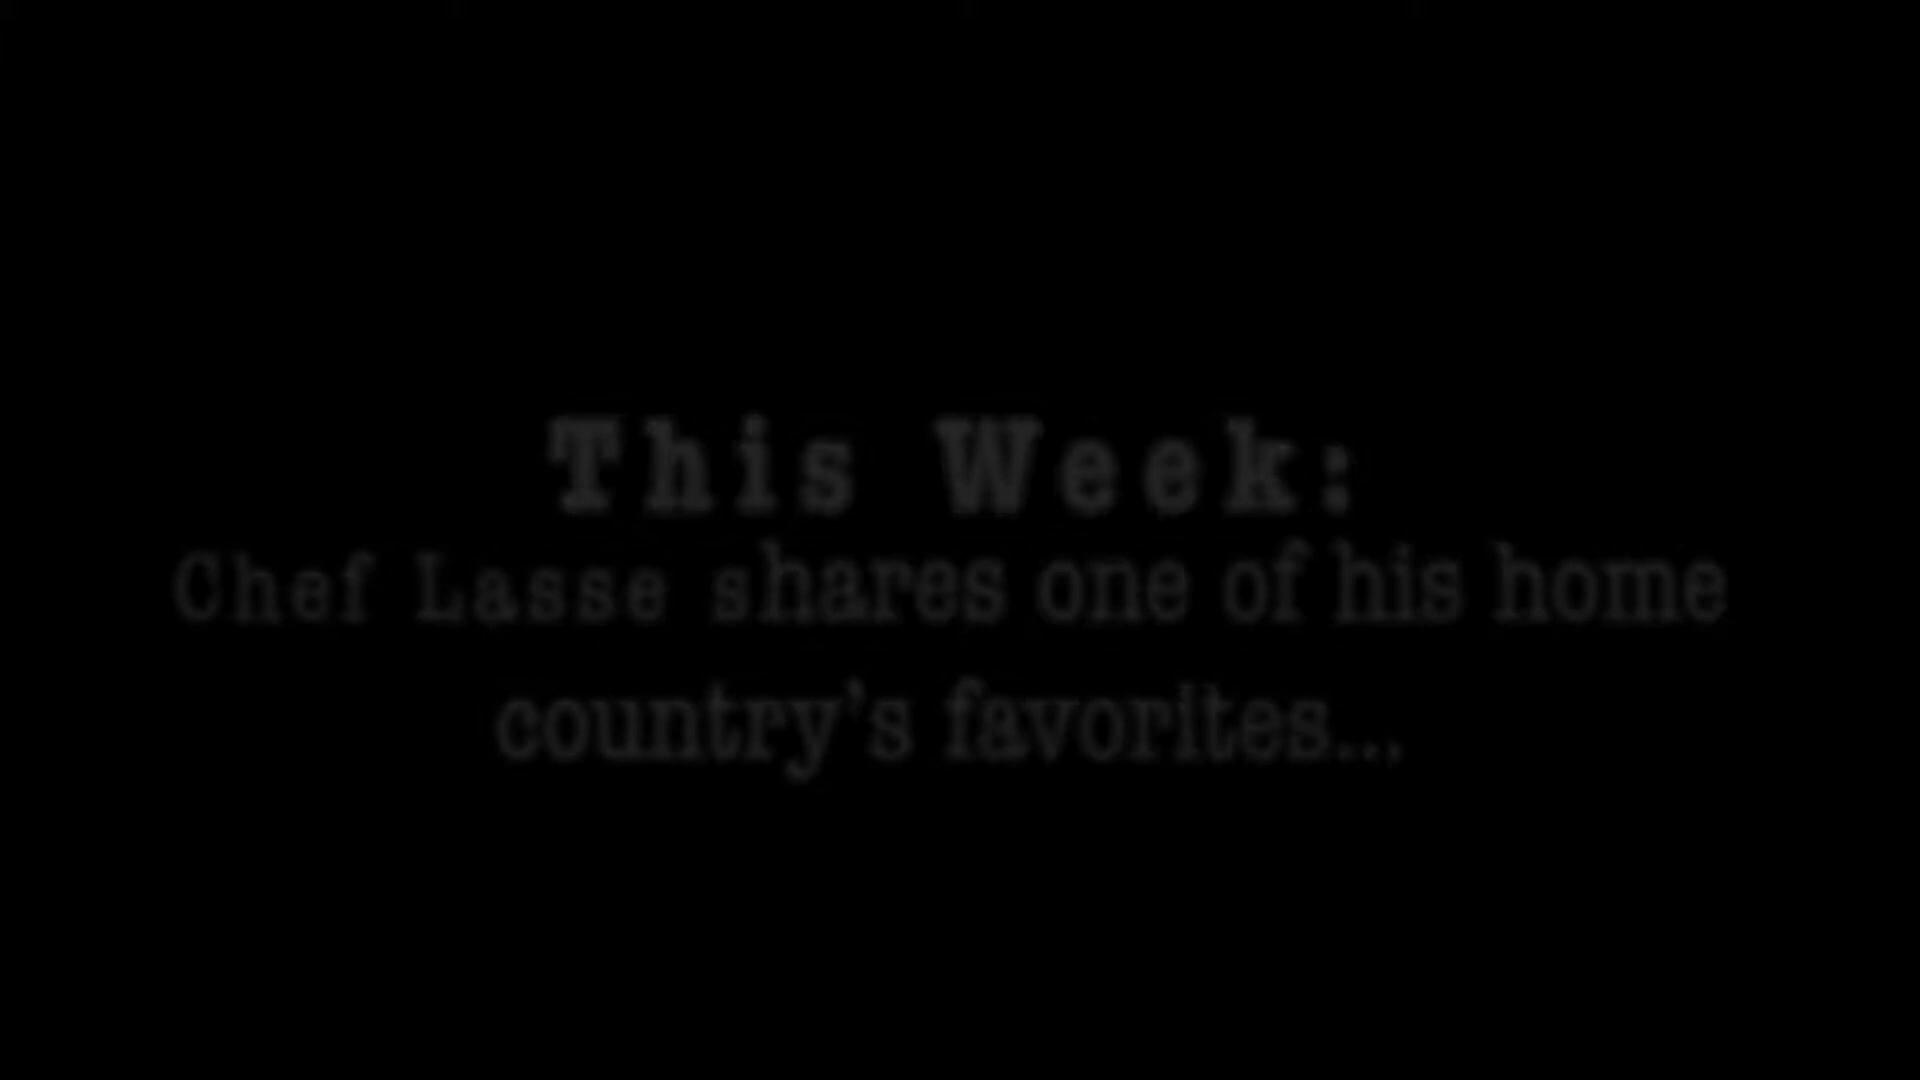 This Week:
Chef Lasse shares one of his home
country's favorites...